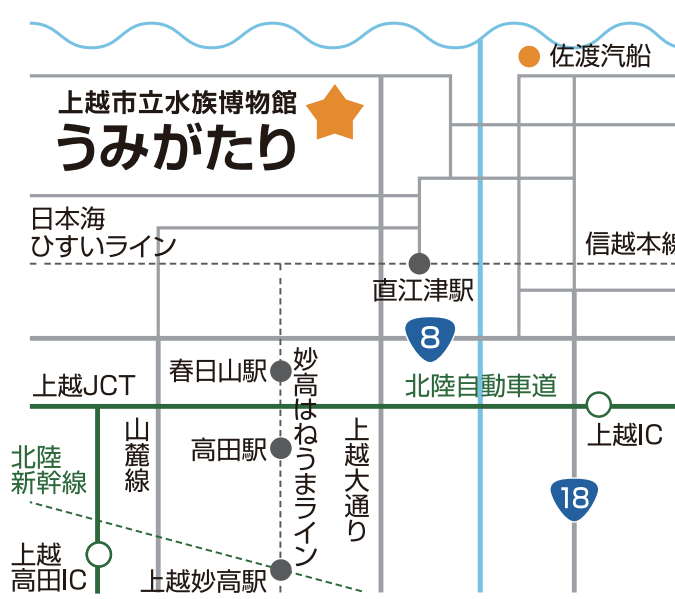 佐渡汽船
上越市立水族博物館
うみがたり
日本海
ひすいライン
信越本線
直江津駅
8
春日山駅
妙高はねうまライン
上越JCT
北陸自動車道
山麓線
高田駅
上越大通り
上越IC
北陸
新幹線
18
上越
高田IC
上越妙高駅